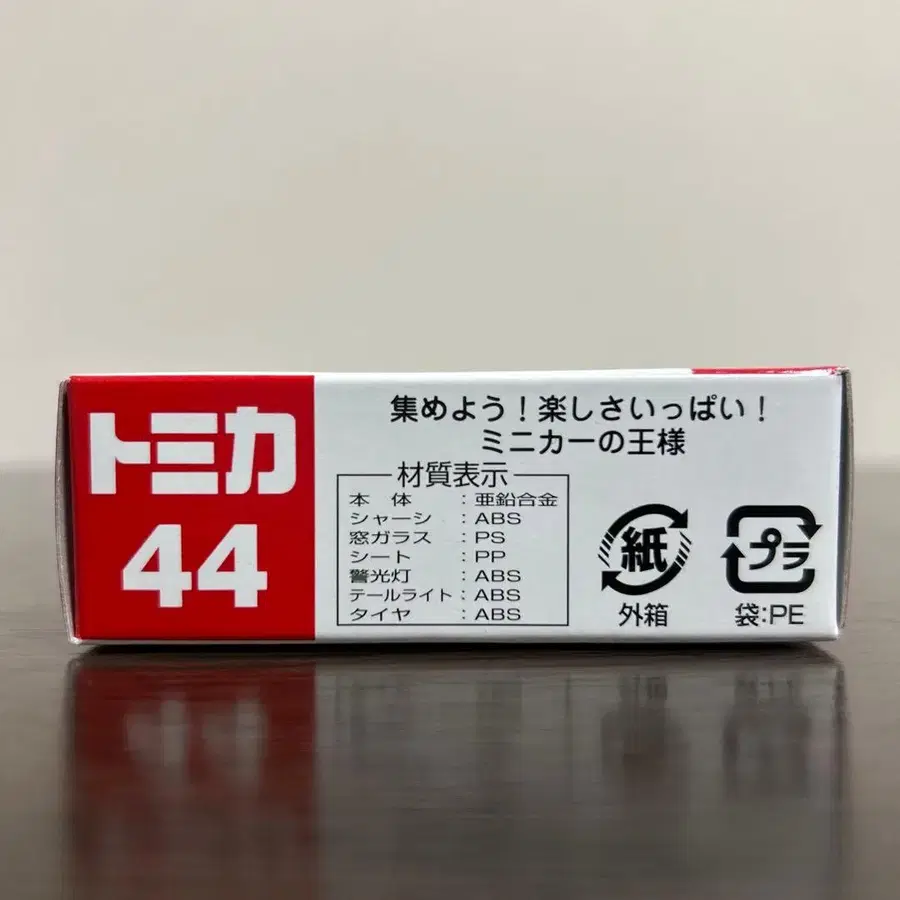 トミカ
44
集めよう！楽しさいっぱい！
ミニカーの王様
材質表示
本体：亜鉛合金
シャーシ：ABS
窓ガラス：PS
シート：PP
警光灯：ABS
テールライト：ABS
タイヤ：ABS
紙
外箱
プラ
袋：PE